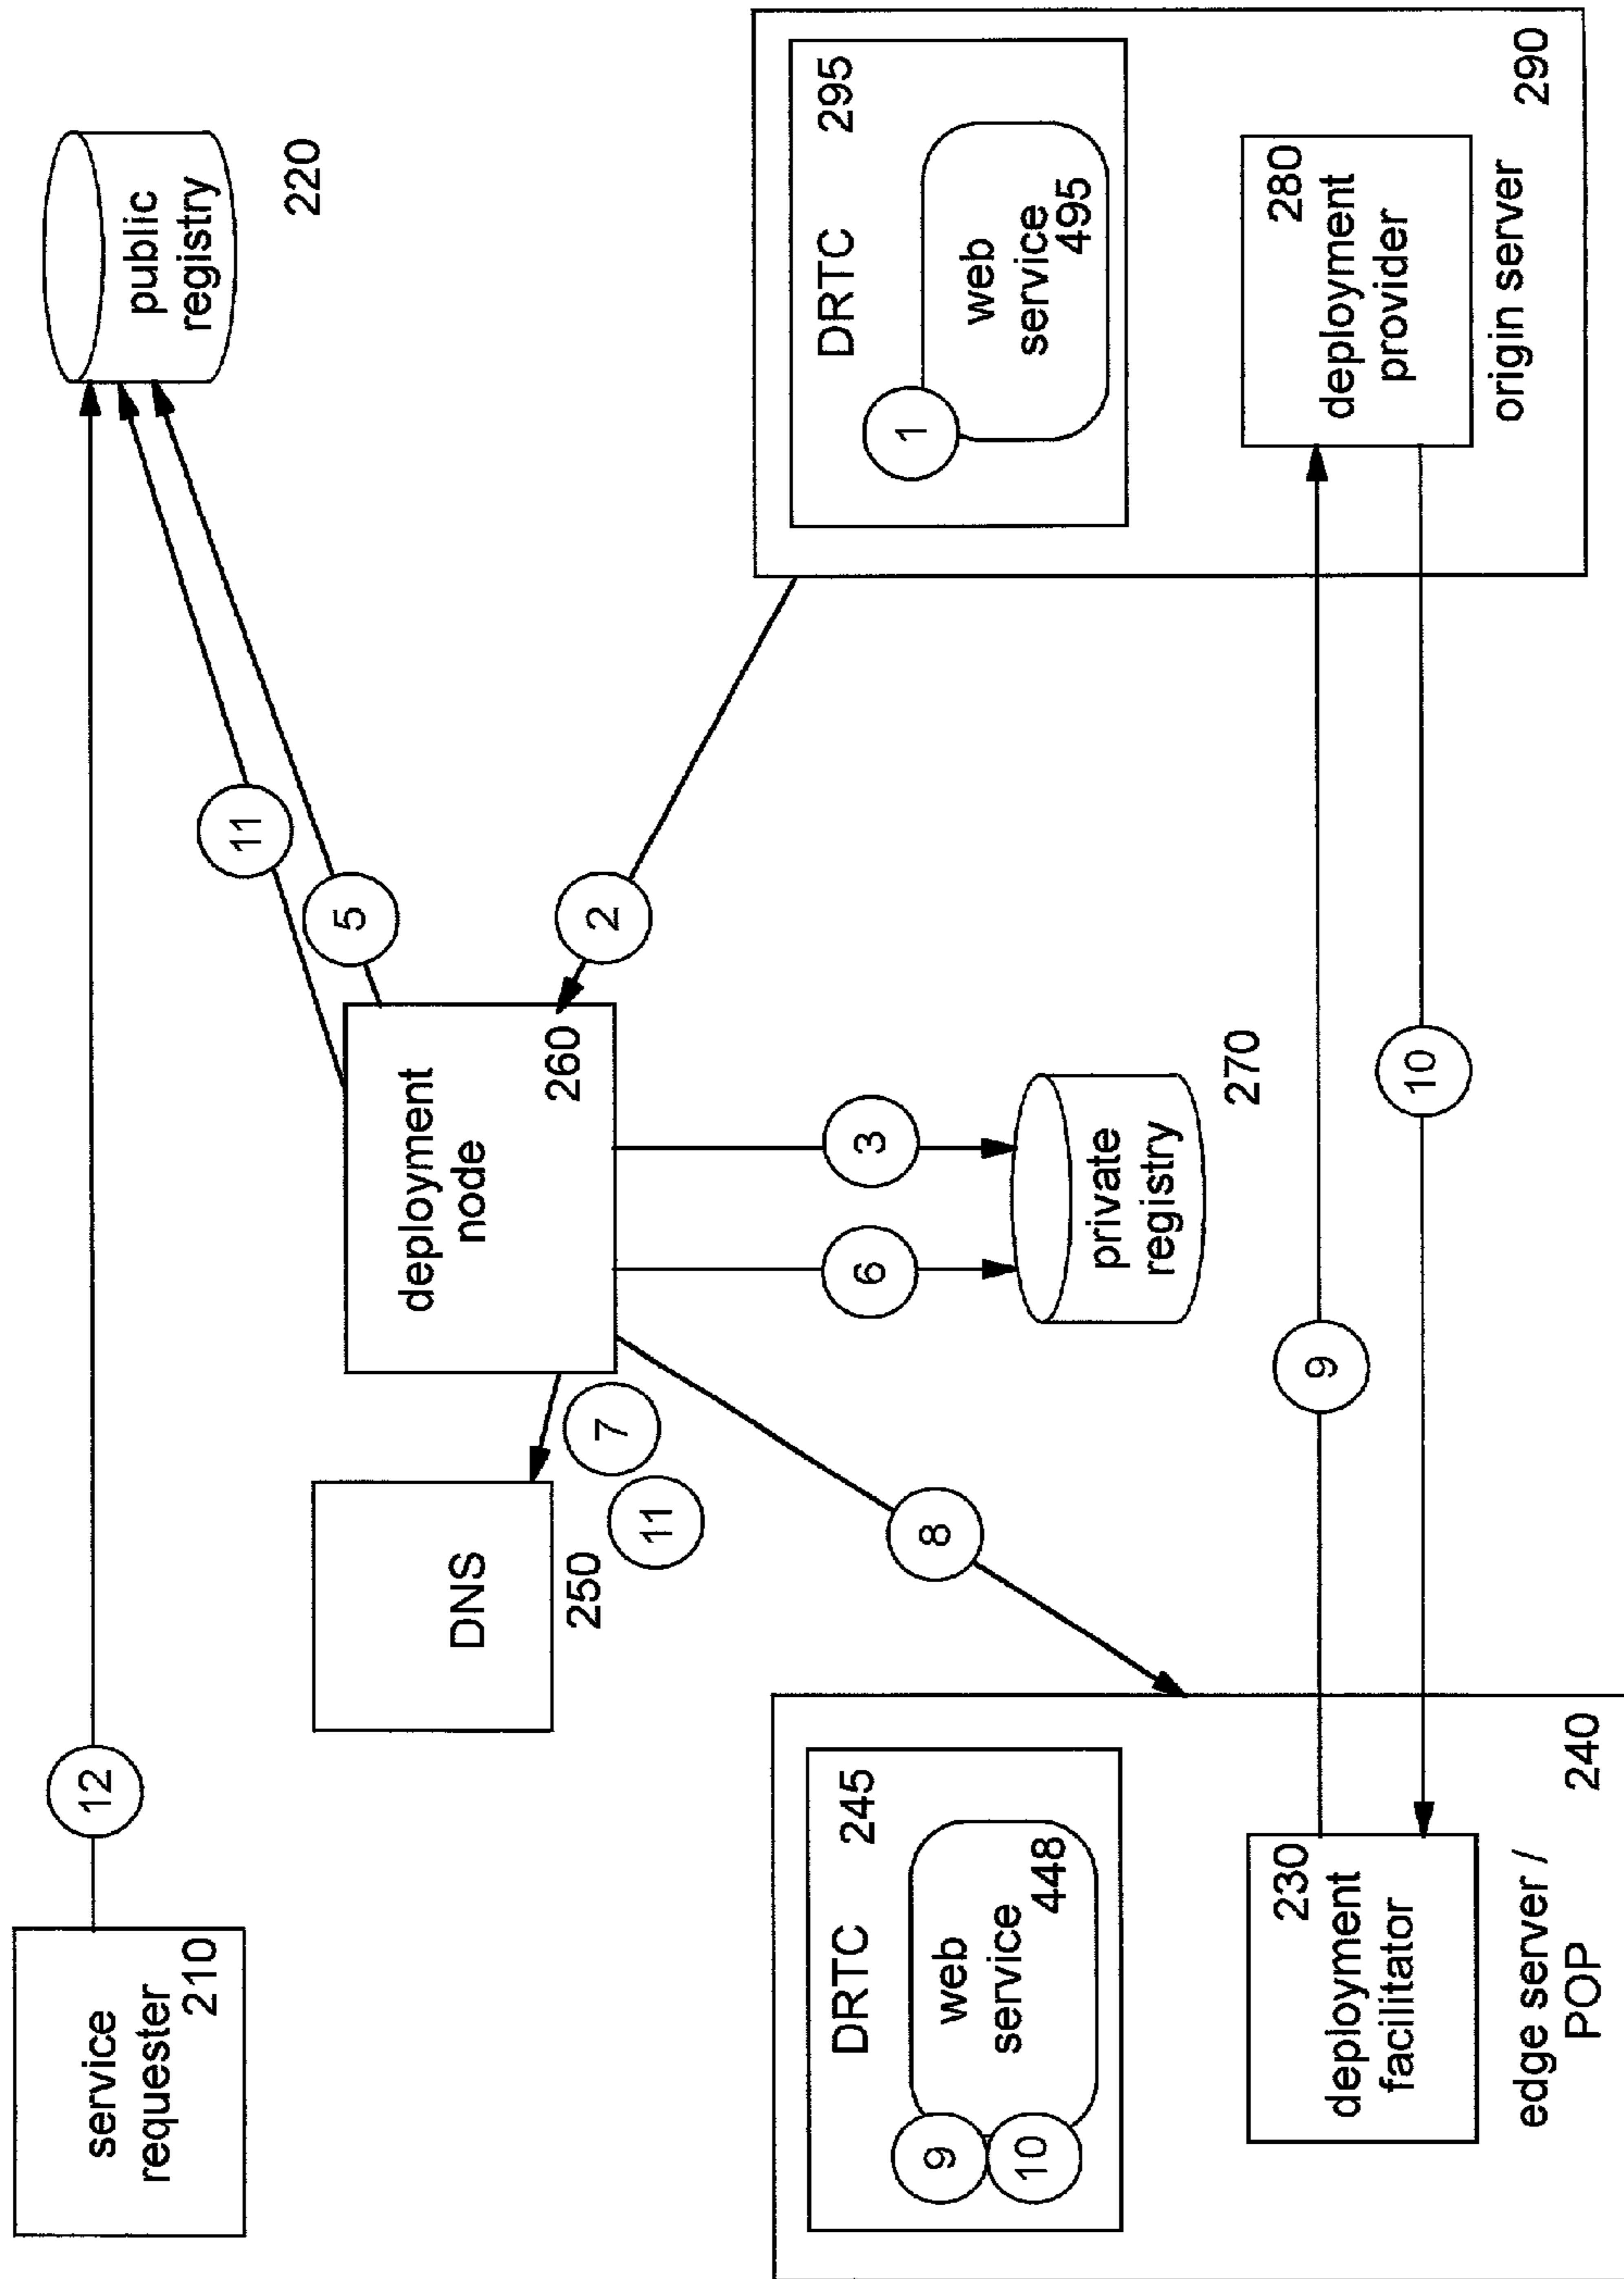 service
requester
210
12
public
registry
220
DNS
250
7
11
deployment
node
260
11
5
2
6
3
private
registry
270
8
DRTC
245
web
service
448
9
10
deployment
facilitator
230
edge server /
POP
240
9
10
DRTC
295
web
service
495
1
deployment
provider
280
origin server
290